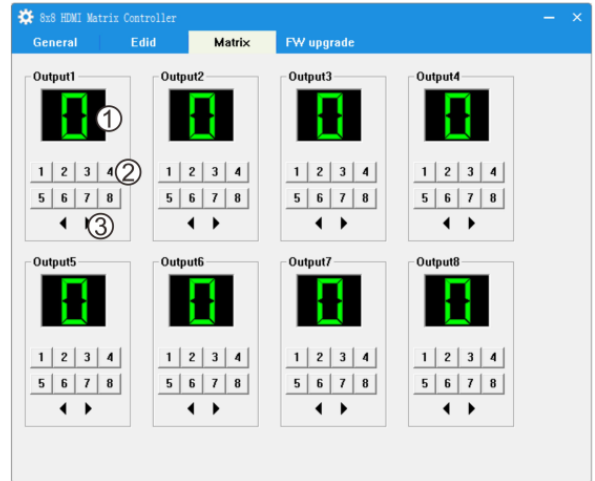 8x8 HDMI Matrix Controller
General Edid Matrix FW upgrade
Output1 Output2 Output3 Output4
0 ① 0 0 0
1 2 3 4 ② 1 2 3 4 1 2 3 4 1 2 3 4
5 6 7 8 5 6 7 8 5 6 7 8 5 6 7 8
③
Output5 Output6 Output7 Output8
0 0 0 0
1 2 3 4 1 2 3 4 1 2 3 4 1 2 3 4
5 6 7 8 5 6 7 8 5 6 7 8 5 6 7 8